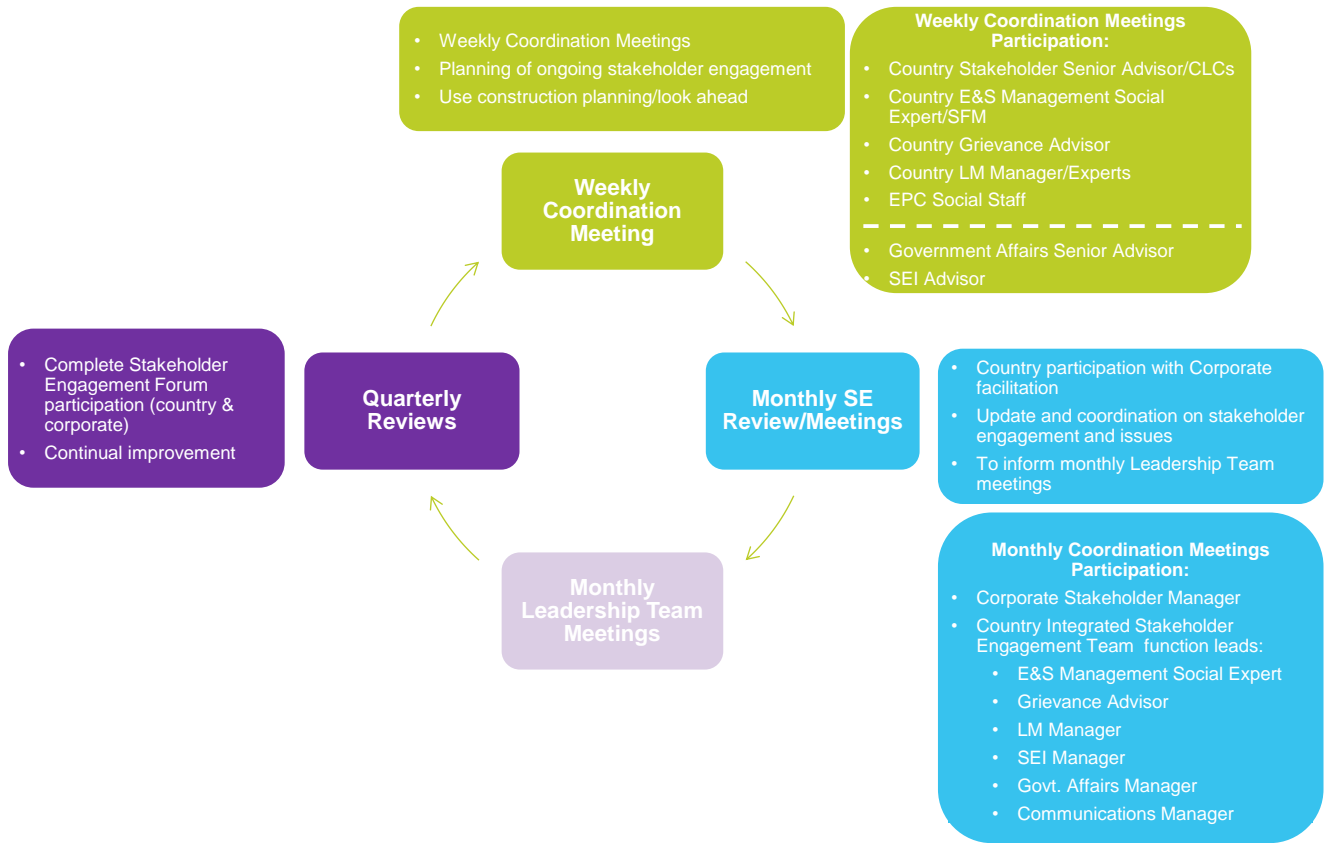 • Weekly Coordination Meetings
• Planning of ongoing stakeholder engagement
• Use construction planning/look ahead
Weekly Coordination Meetings
Participation:
• Country Stakeholder Senior Advisor/CLCs
• Country E&S Management Social
Expert/SFM
• Country Grievance Advisor
• Country LM Manager/Experts
• EPC Social Staff
• Government Affairs Senior Advisor
• SEI Advisor
Weekly
Coordination
Meeting
• Complete Stakeholder
Engagement Forum
participation (country &
corporate)
• Continual improvement
Quarterly
Reviews
Monthly SE
Review/Meetings
• Country participation with Corporate
facilitation
• Update and coordination on stakeholder
engagement and issues
• To inform monthly Leadership Team
meetings
Monthly
Leadership Team
Meetings
Monthly Coordination Meetings
Participation:
• Corporate Stakeholder Manager
• Country Integrated Stakeholder
Engagement Team function leads:
• E&S Management Social Expert
• Grievance Advisor
• LM Manager
• SEI Manager
• Govt. Affairs Manager
• Communications Manager